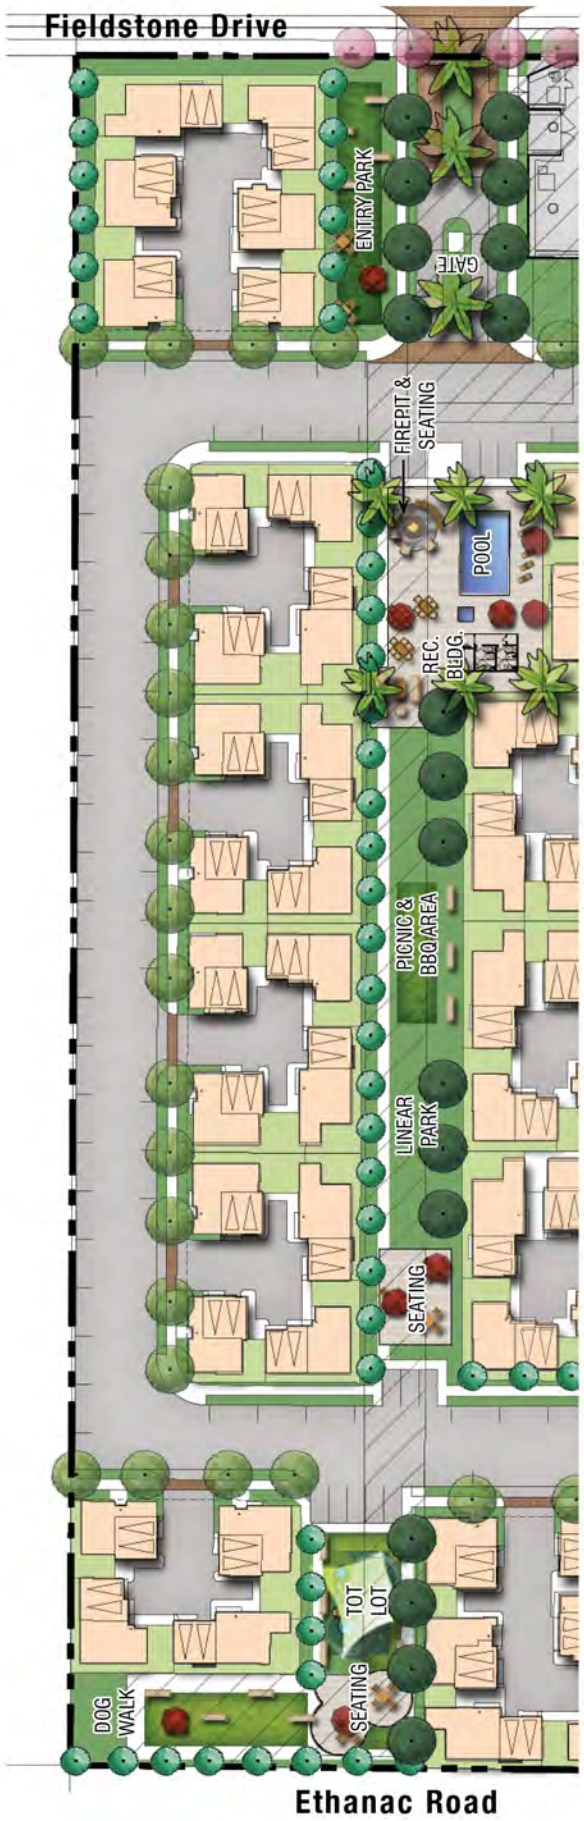 Fieldstone Drive
ENTRY PARK
GATE
FIREPIT &
SEATING
POOL
REC.
BLDG.
PICNIC &
BBQ AREA
LINEAR
PARK
SEATING
TOT
LOT
DOG
WALK
SEATING
Ethanac Road